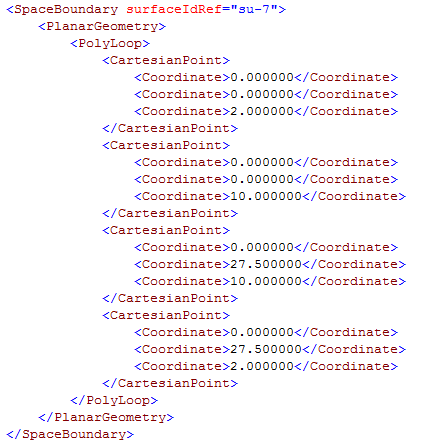 <SpaceBoundary surfaceIdRef="su-7">
<PlanarGeometry>
<PolyLoop>
<CartesianPoint>
<Coordinate>0.000000</Coordinate>
<Coordinate>0.000000</Coordinate>
<Coordinate>2.000000</Coordinate>
</CartesianPoint>
<CartesianPoint>
<Coordinate>0.000000</Coordinate>
<Coordinate>0.000000</Coordinate>
<Coordinate>10.000000</Coordinate>
</CartesianPoint>
<CartesianPoint>
<Coordinate>0.000000</Coordinate>
<Coordinate>27.500000</Coordinate>
<Coordinate>10.000000</Coordinate>
</CartesianPoint>
<CartesianPoint>
<Coordinate>0.000000</Coordinate>
<Coordinate>27.500000</Coordinate>
<Coordinate>2.000000</Coordinate>
</CartesianPoint>
</PolyLoop>
</PlanarGeometry>
</SpaceBoundary>